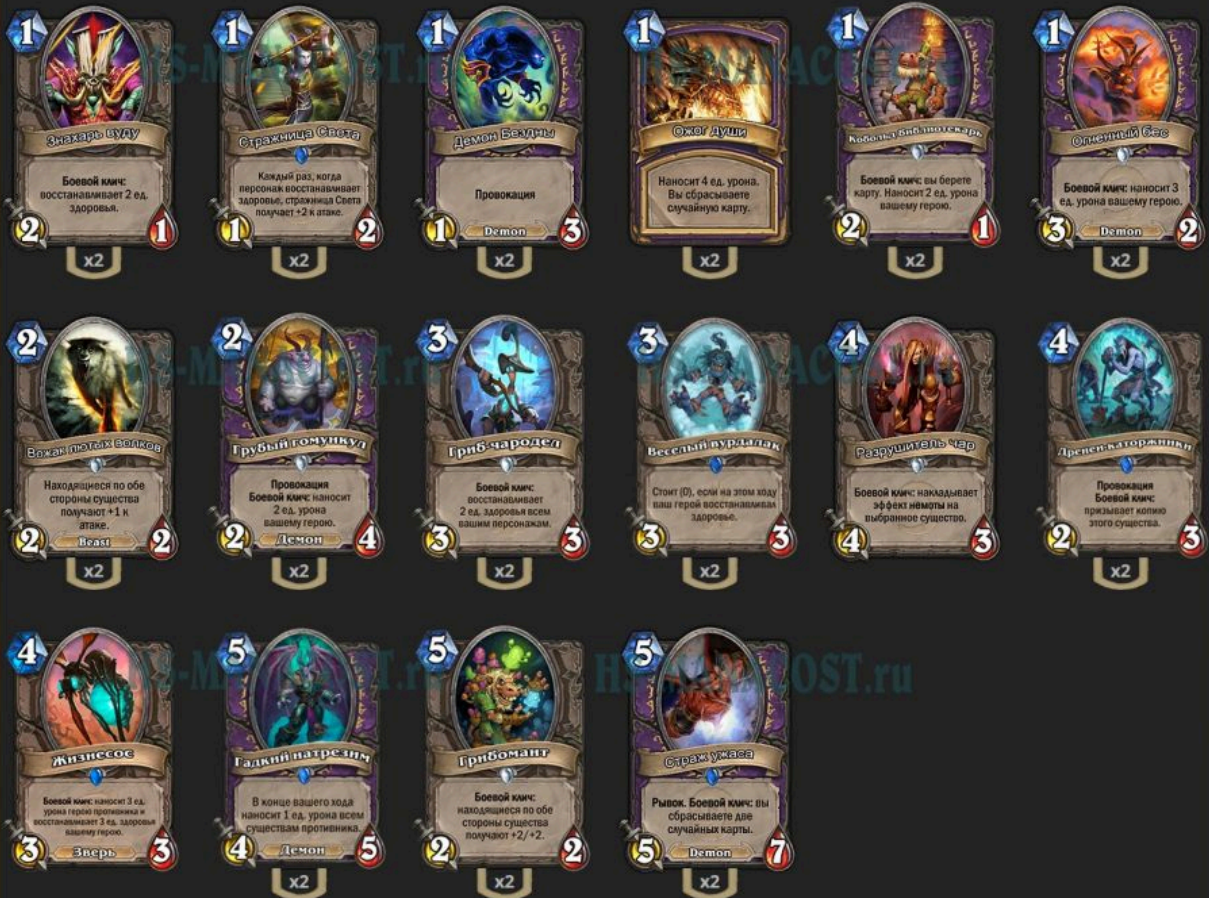 1
Знахарь вуду
Боевой клич:
восстанавливает 2 ед.
здоровья.
2
1
x2
1
Стражница Света
Каждый раз, когда
персонаж восстанавливает
здоровье, стражница Света
получает +2 к атаке.
1
2
x2
1
Демон Бездны
Провокация
1
Demon
3
x2
1
Ожог души
Наносит 4 ед. урона.
Вы сбрасываете
случайную карту.
x2
1
Кобольд-библиотекарь
Боевой клич: вы берете
карту. Наносит 2 ед. урона
вашему герою.
2
1
x2
1
Огненный бес
Боевой клич: наносит 3
ед. урона вашему герою.
3
Demon
2
x2
2
Вожак лютых волков
Находящиеся по обе
стороны существа
получают +1 к
атаке.
2
Beast
2
x2
2
Грубый гомункул
Провокация
Боевой клич: наносит
2 ед. урона
вашему герою.
2
Демон
4
x2
3
Гриб-чародел
Боевой клич:
восстанавливает
2 ед. здоровья всем
вашим персонажам.
3
3
x2
3
Веселый вурдалак
Стоит (0), если на этом ходу
ваш герой восстанавливал
здоровье.
3
3
x2
4
Разрушитель чар
Боевой клич: накладывает
эффект немоты на
выбранное существо.
4
3
4
Дренеи-каторжники
Провокация
Боевой клич:
призывает копию
этого существа.
2
3
x2
4
Жизнесос
Боевой клич: наносит 3 ед.
урона герою противника и
восстанавливает 3 ед. здоровья
вашему герою.
3
Зверь
3
5
Гадкий натрезим
В конце вашего хода
наносит 1 ед. урона всем
существам противника.
4
Демон
5
x2
5
Грибомант
Боевой клич:
находящиеся по обе
стороны существа
получают +2/+2.
2
2
x2
5
Страж ужаса
Рывок. Боевой клич: вы
сбрасываете две
случайных карты.
5
Demon
7
x2